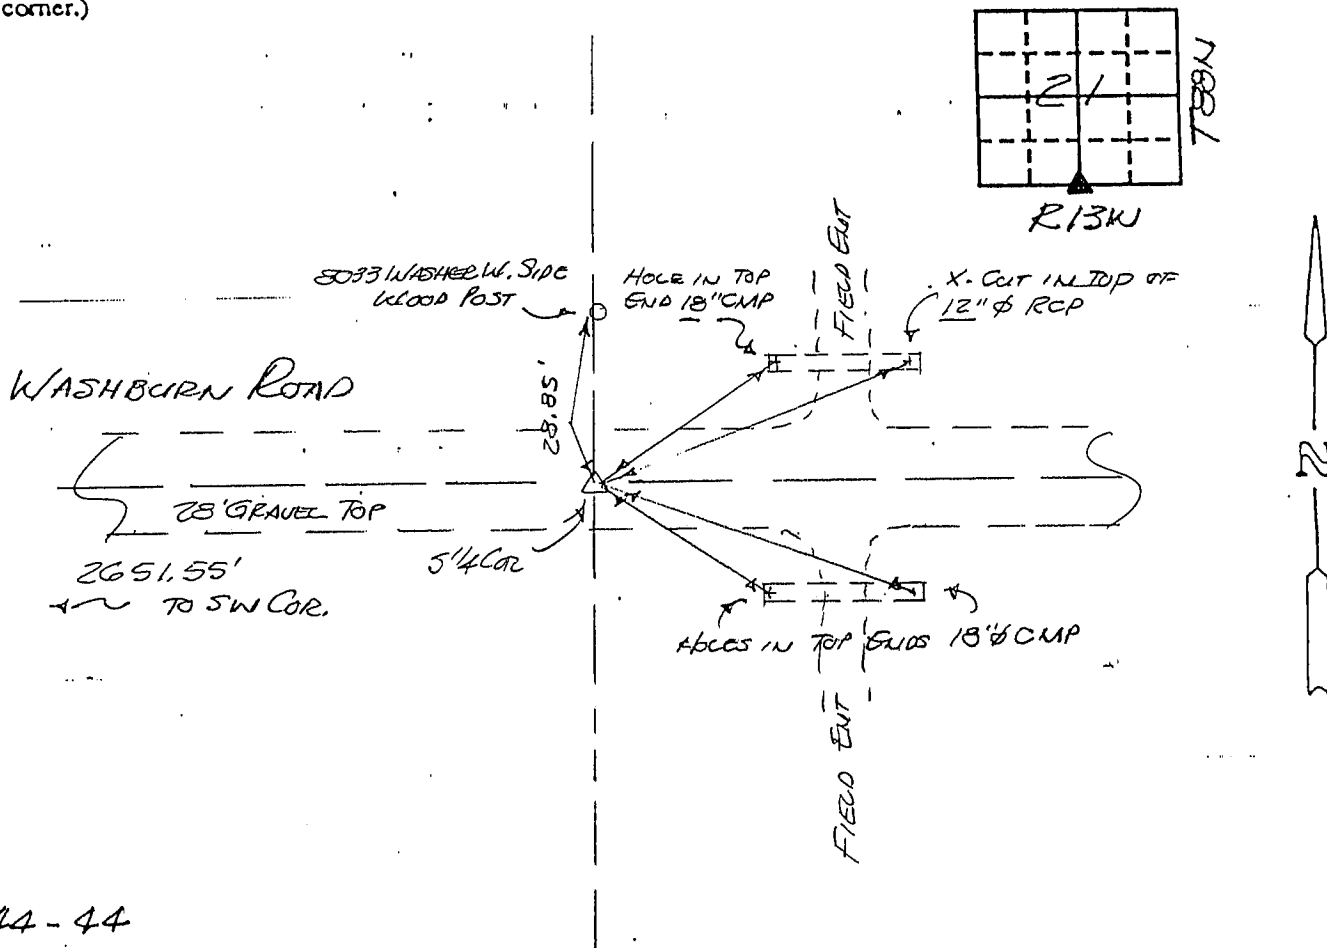 corner.)
21
T88N
R13W
8033 WASHER W. SIDE
WOOD POST
HOLE IN TOP
END 18" CMP
FIELD ENT
X-CUT IN TOP OF
12" ϕ RCP
WASHBURN ROAD
28.85'
28' GRAVEL TOP
S 1/4 COR
2651.55'
TO SW COR.
HOLES IN TOP ENDS 18" ϕ CMP
FIELD ENT
N
44-44